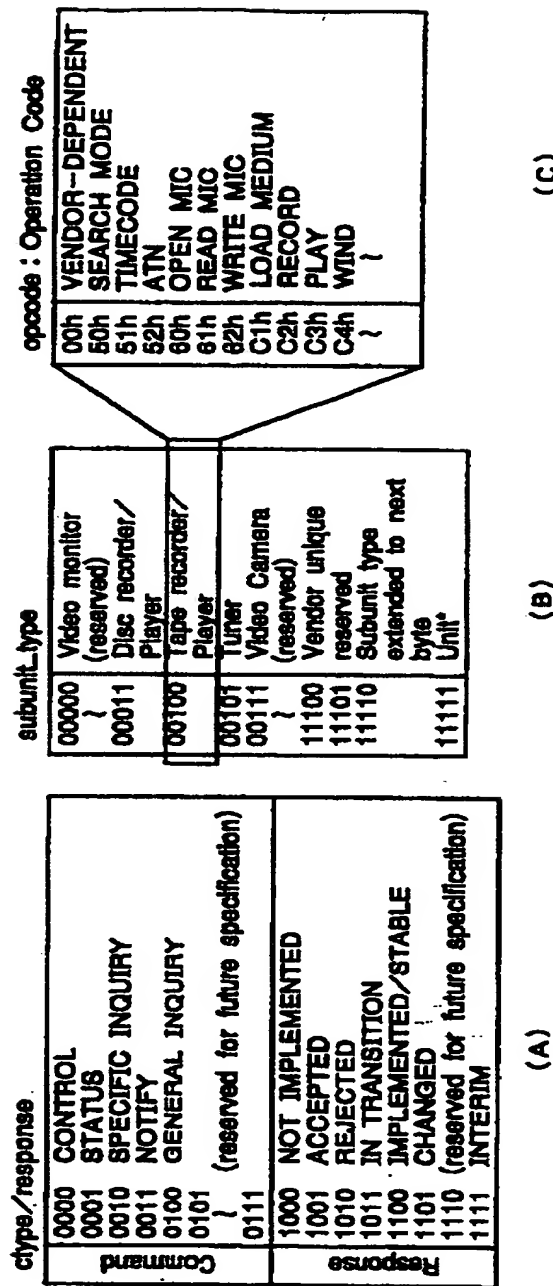 ctype/response
Command
0000 CONTROL
0001 STATUS
0010 SPECIFIC INQUIRY
0011 NOTIFY
0100 GENERAL INQUIRY
0101
~ (reserved for future specification)
0111
Response
1000 NOT IMPLEMENTED
1001 ACCEPTED
1010 REJECTED
1011 IN TRANSITION
1100 IMPLEMENTED/STABLE
1101 CHANGED
1110 (reserved for future specification)
1111 INTERIM
(A)
subunit_type
00000 Video monitor
~ (reserved)
00011 Disc recorder/
Player
00100 Tape recorder/
Player
00101 Tuner
00111 Video Camera
~ (reserved)
11100 Vendor unique
11101 reserved
11110 Subunit type
extended to next
byte
11111 Unit*
(B)
opcode : Operation Code
00h VENDOR-DEPENDENT
50h SEARCH MODE
51h TIMECODE
52h ATN
60h OPEN MIC
61h READ MIC
62h WRITE MIC
C1h LOAD MEDIUM
C2h RECORD
C3h PLAY
C4h WIND
~ ~
(C)